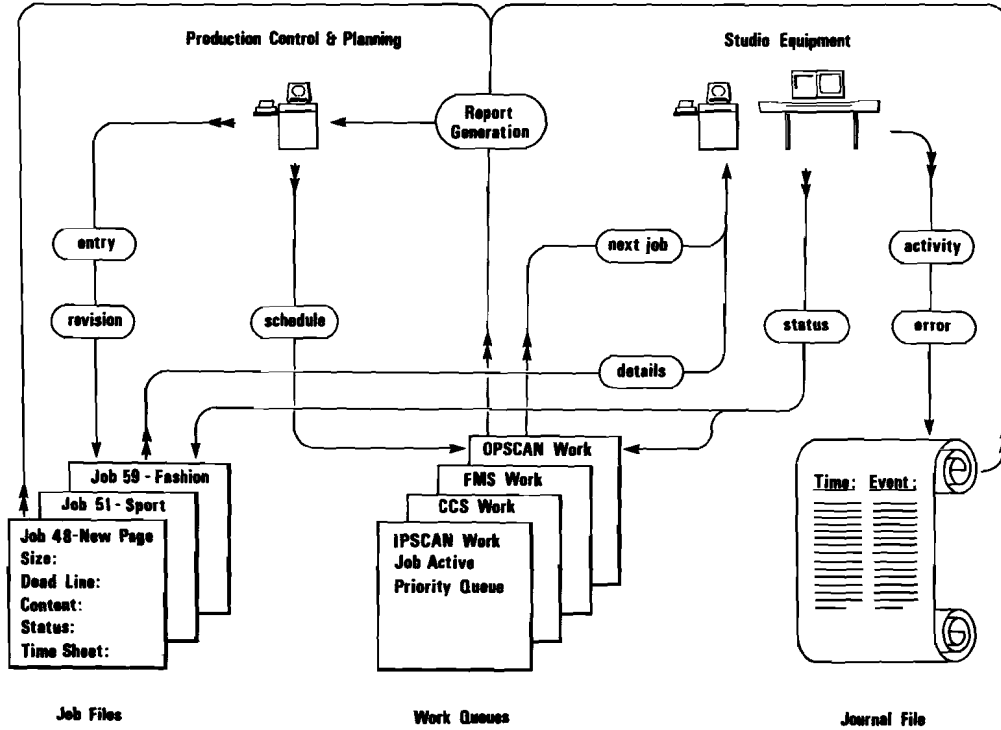 Production Control & Planning
Studio Equipment
Report
Generation
entry
next job
activity
revision
schedule
status
error
details
OPSCAN Work
FMS Work
CCS Work
IPSCAN Work
Job Active
Priority Queue
Job 59 - Fashion
Job 51 - Sport
Job 48-New Page
Size:
Dead Line:
Content:
Status:
Time Sheet:
Time: Event:
Job Files
Work Queues
Journal File